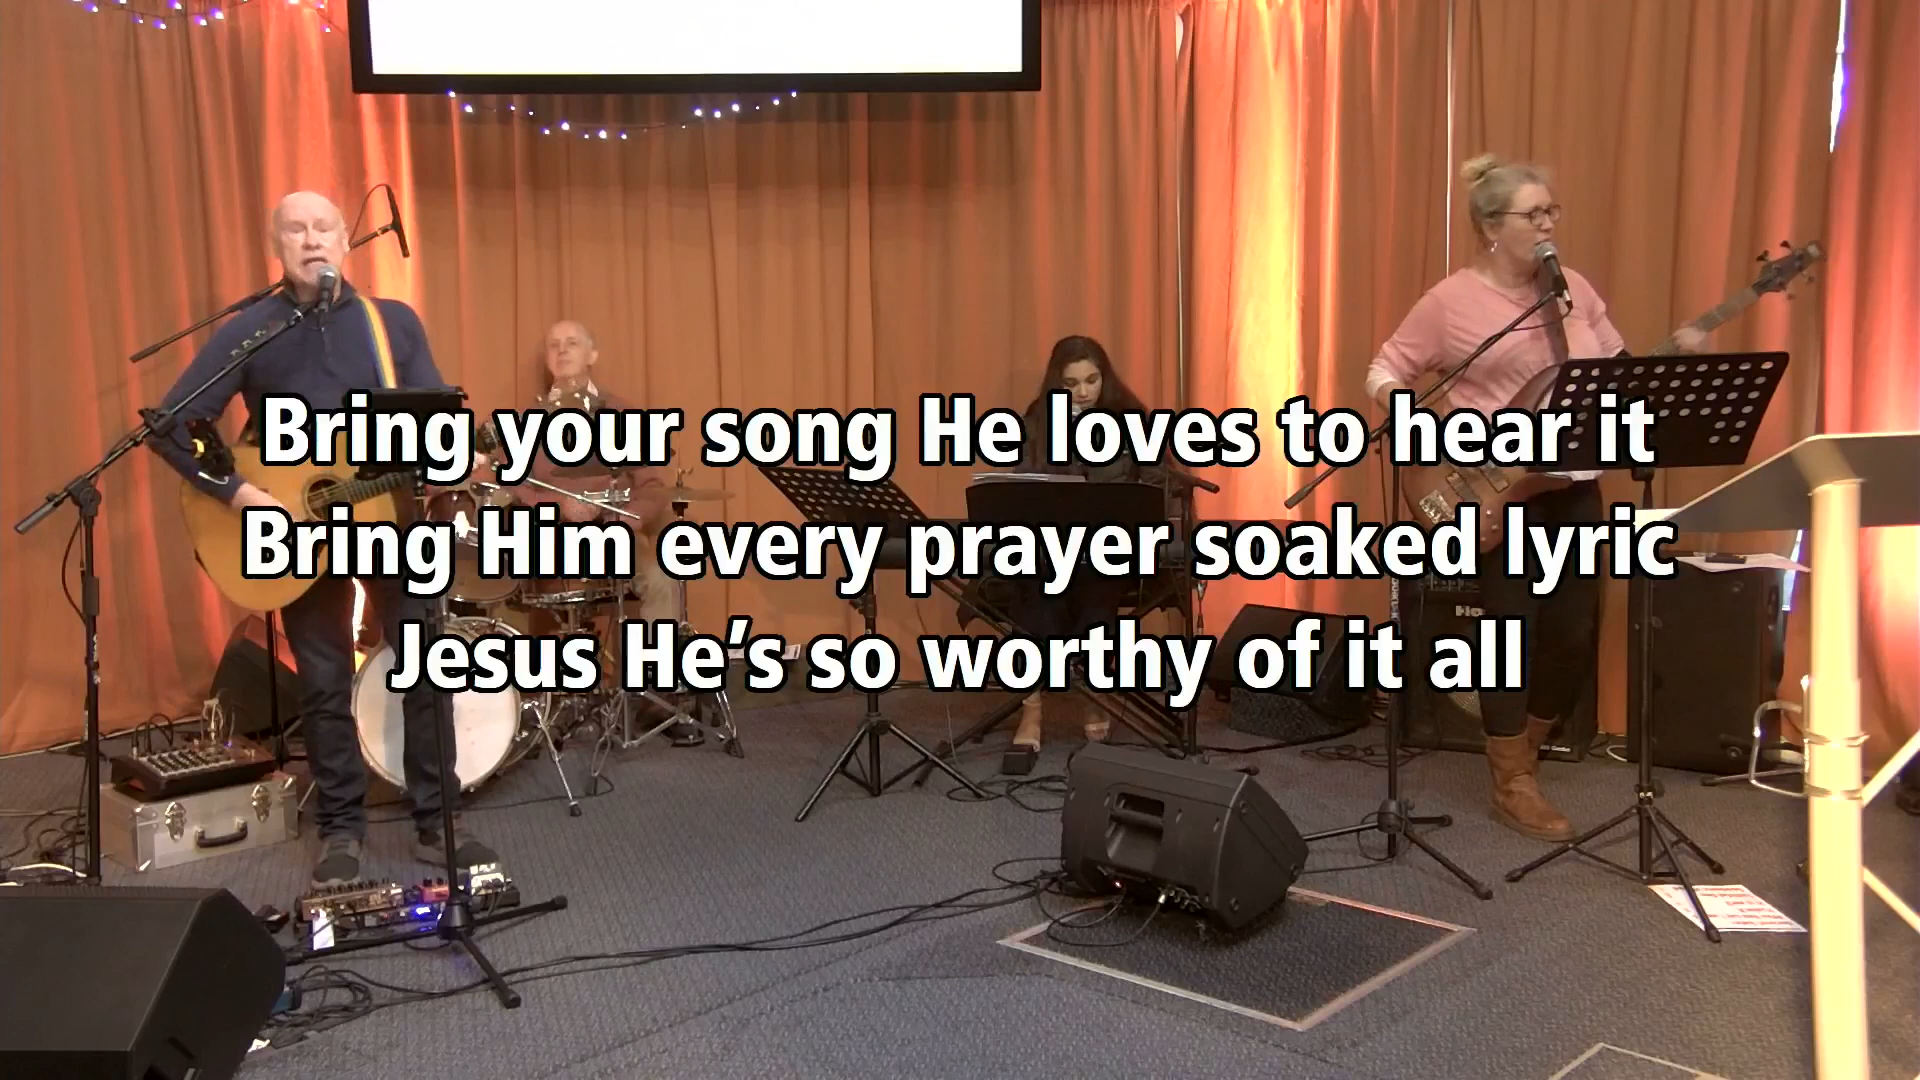 Bring your song He loves to hear it
Bring Him every prayer soaked lyric
Jesus He’s so worthy of it all